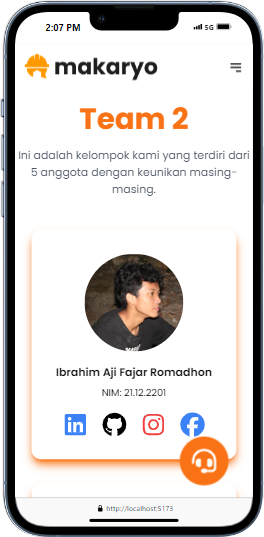 2:07 PM
5G
makaryo
Team 2
Ini adalah kelompok kami yang terdiri dari
5 anggota dengan keunikan masing-
masing.
Ibrahim Aji Fajar Romadhon
NIM: 21.12.2201
in
http://localhost:5173